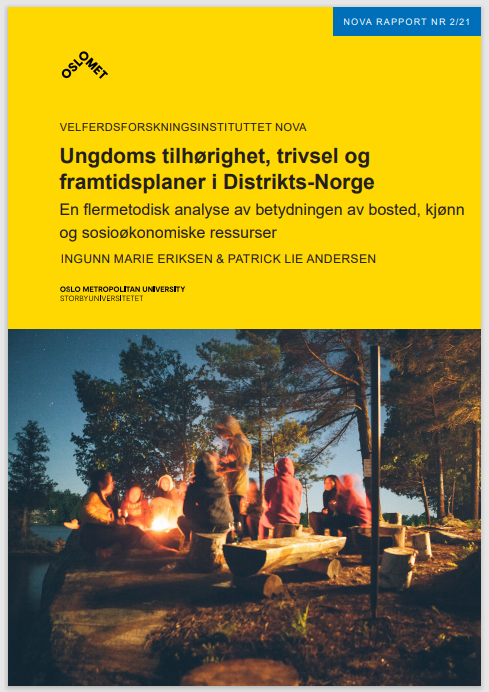 NOVA RAPPORT NR 2/21
OSLOMET
VELFERDSFORSKNINGSINSTITUTTET NOVA
Ungdoms tilhørighet, trivsel og
framtidsplaner i Distrikts-Norge
En flermetodisk analyse av betydningen av bosted, kjønn
og sosioøkonomiske ressurser
INGUNN MARIE ERIKSEN & PATRICK LIE ANDERSEN
OSLO METROPOLITAN UNIVERSITY
STORBYUNIVERSITETET